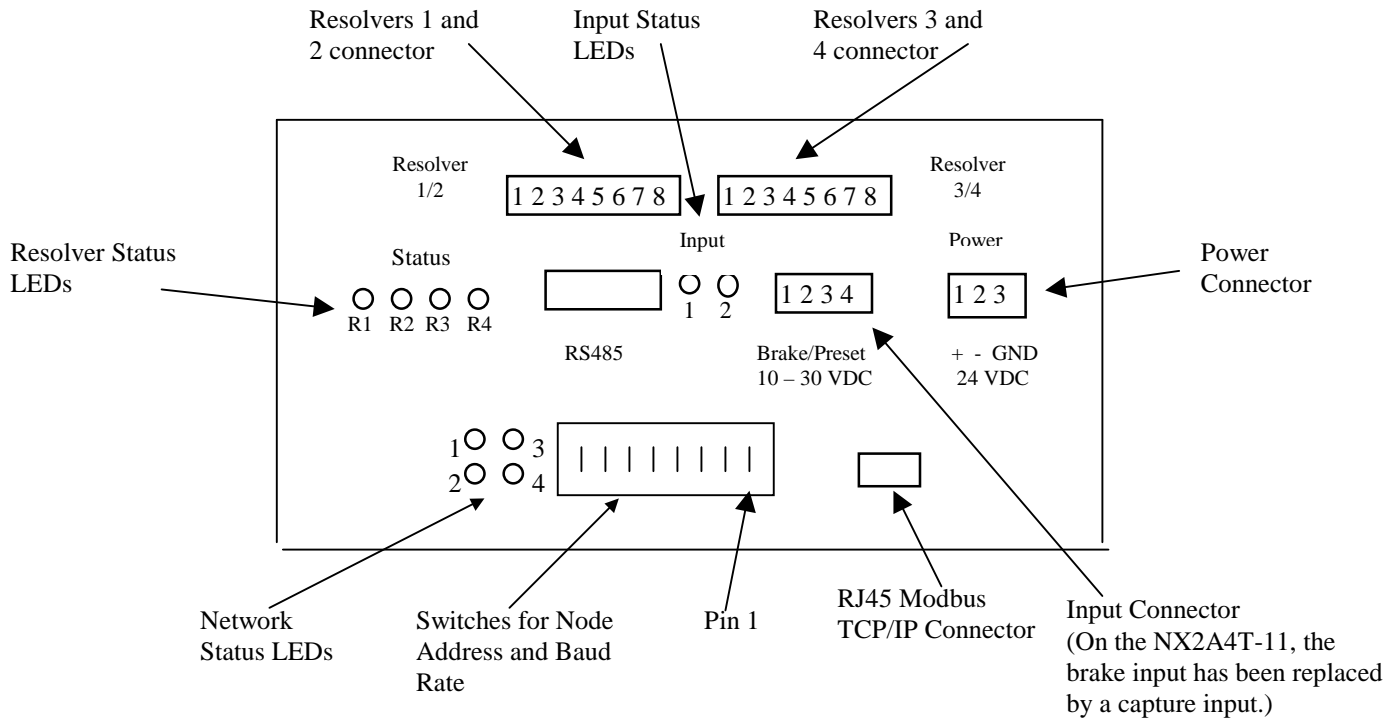 Resolvers 1 and
2 connector
Input Status
LEDs
Resolvers 3 and
4 connector
Resolver
1/2
1 2 3 4 5 6 7 8
1 2 3 4 5 6 7 8
Resolver
3/4
Resolver Status
LEDs
Status
R1 R2 R3 R4
RS485
Input
1 2
1 2 3 4
Brake/Preset
10 – 30 VDC
Power
1 2 3
+ - GND
24 VDC
Power
Connector
1 3
2 4
Network
Status LEDs
Switches for Node
Address and Baud
Rate
Pin 1
RJ45 Modbus
TCP/IP Connector
Input Connector
(On the NX2A4T-11, the
brake input has been replaced
by a capture input.)